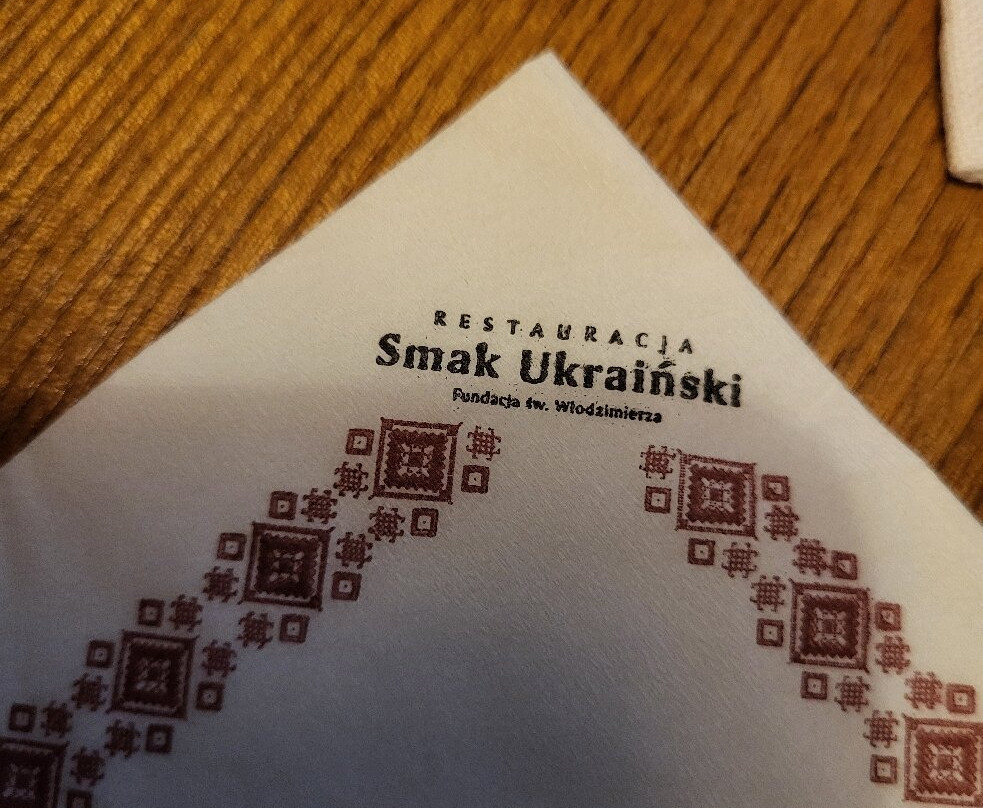 RESTAURACJA
Smak Ukraiński
Fundacja św. Włodzimierza